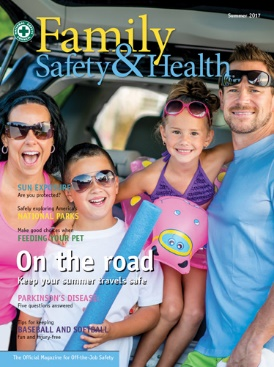 Summer 2017
Family
Safety & Health
SUN EXPOSURE
Are you protected?
Safely exploring America's
NATIONAL PARKS
Make good choices when
FEEDING YOUR PET
On the road
Keep your summer travels safe
PARKINSON'S DISEASE
Five questions answered
Tips for keeping
BASEBALL AND SOFTBALL
fun and injury-free
The Official Magazine for Off-the-Job Safety